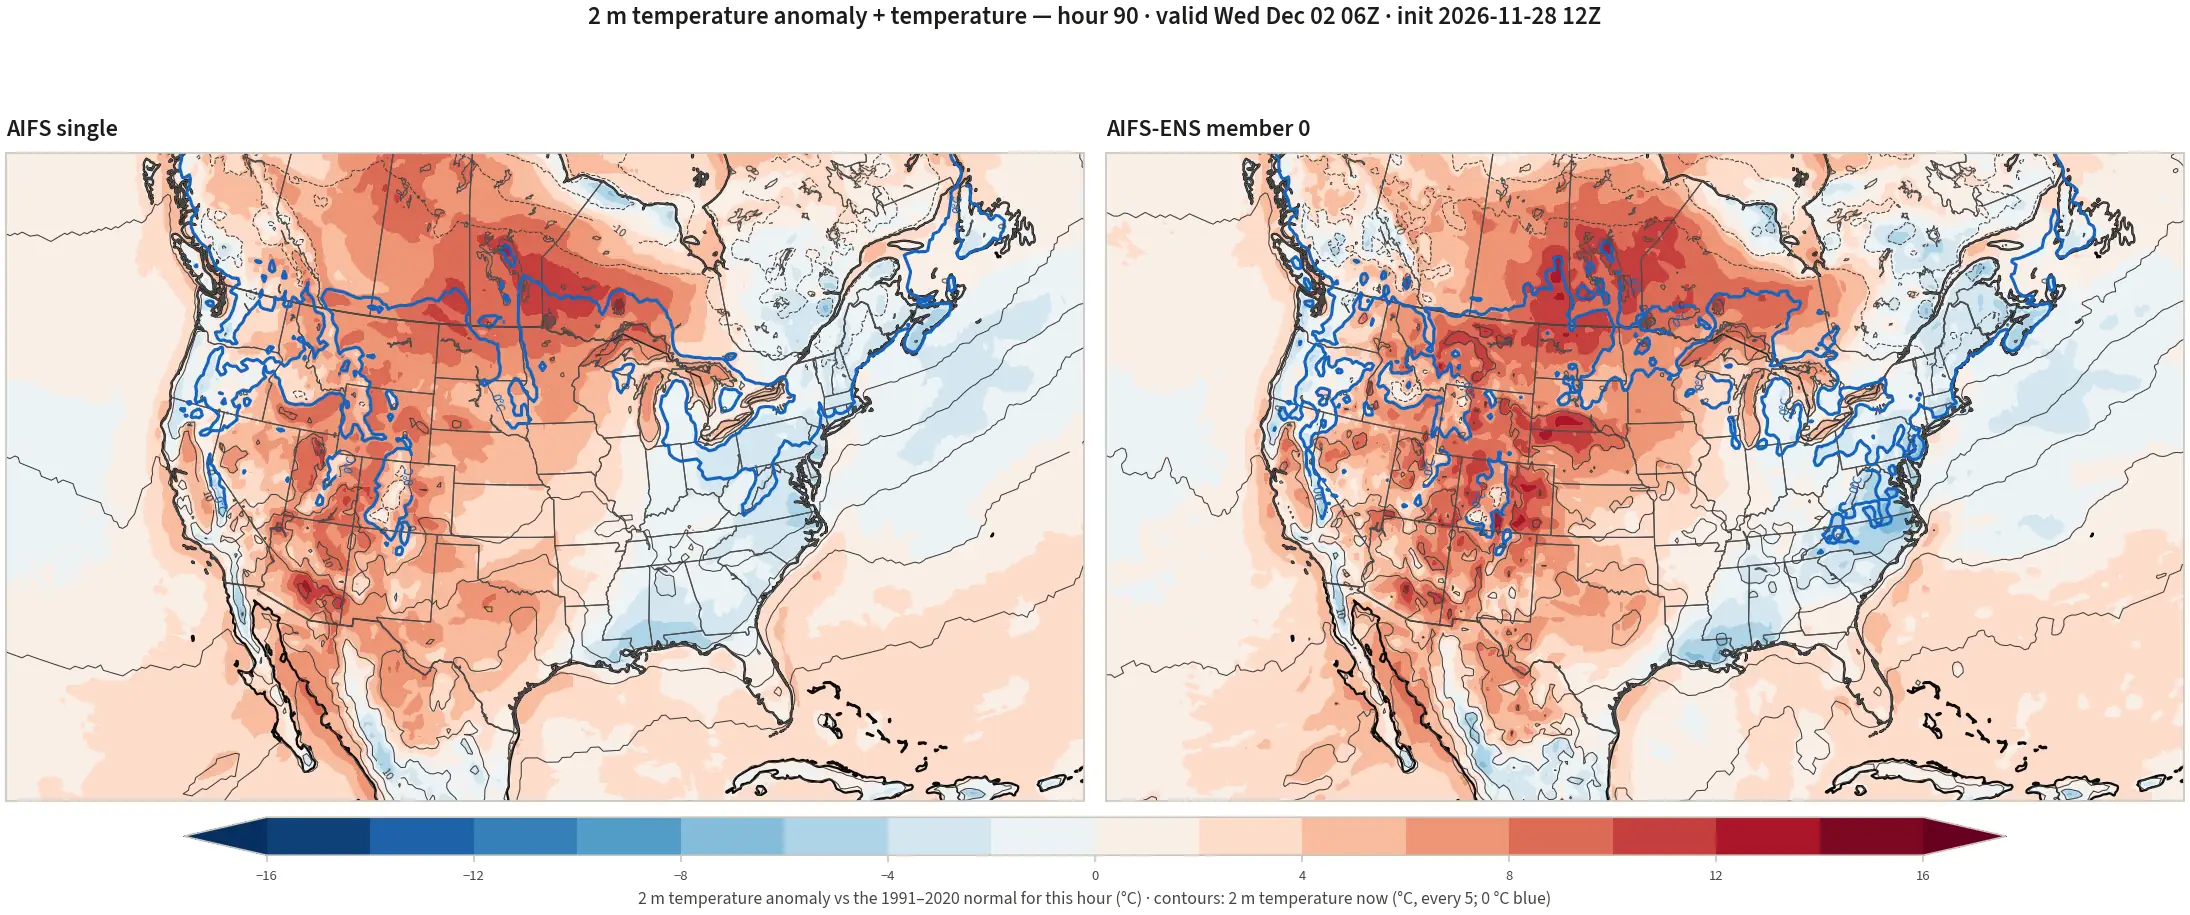 2 m temperature anomaly + temperature — hour 90 · valid Wed Dec 02 06Z · init 2026-11-28 12Z
AIFS single
AIFS-ENS member 0
−16 −12 −8 −4 0 4 8 12 16
2 m temperature anomaly vs the 1991–2020 normal for this hour (°C) · contours: 2 m temperature now (°C, every 5; 0 °C blue)